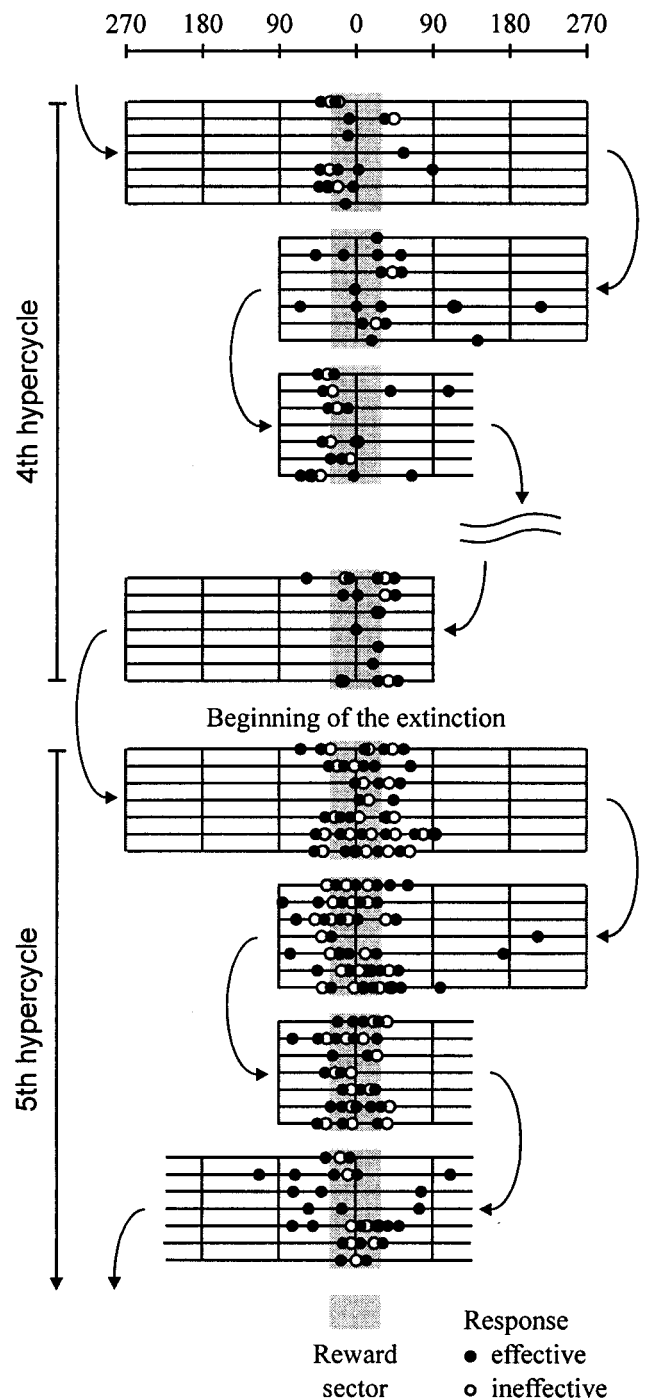 270 180 90 0 90 180 270
4th hypercycle
Beginning of the extinction
5th hypercycle
Reward
sector
Response
effective
ineffective